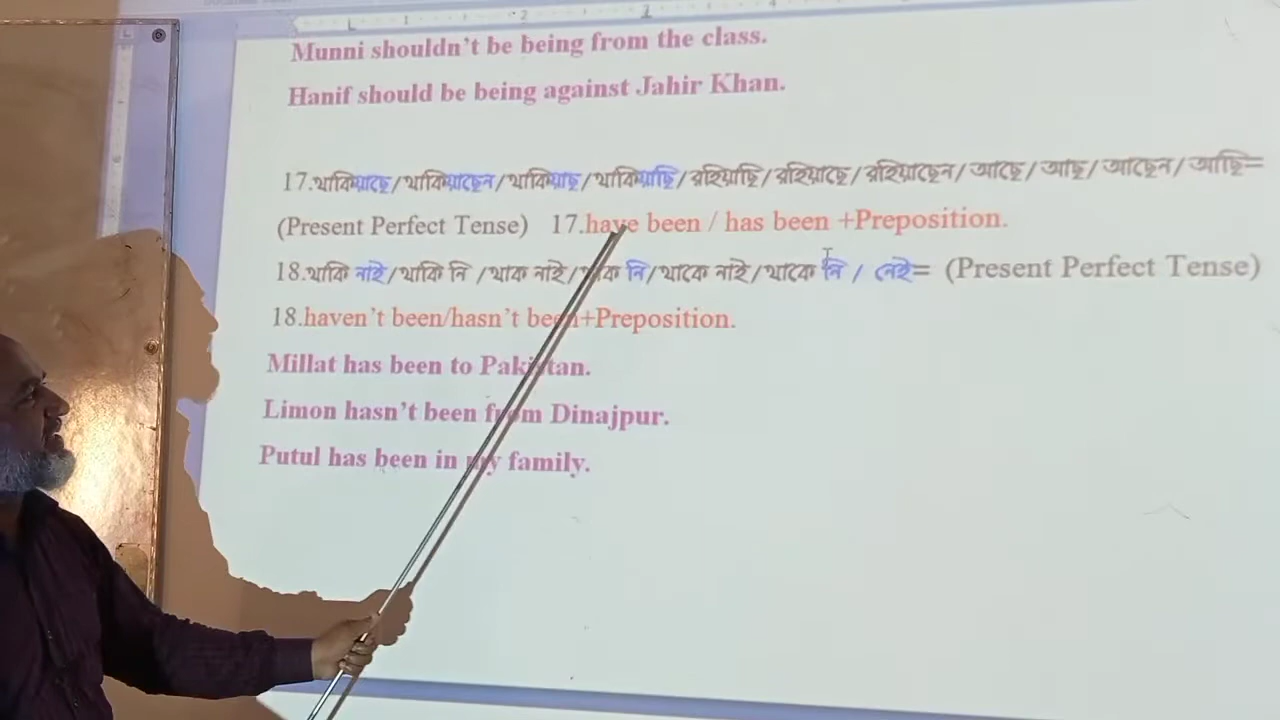 Munni shouldn't be being from the class.
Hanif should be being against Jahir Khan.
17.থাকিয়াছে/থাকিয়াছেন/থাকিয়াছ/থাকিয়াছি/রহিয়াছি/রহিয়াছে/রহিয়াছেন/আছে/আছ/আছেন/আছি=
(Present Perfect Tense) 17.have been / has been +Preposition.
18.থাকি নাই/থাকি নি /থাক নাই/থাক নি/থাকে নাই/থাকে নি / নেই= (Present Perfect Tense)
18.haven't been/hasn't been+Preposition.
Millat has been to Pakistan.
Limon hasn't been from Dinajpur.
Putul has been in my family.